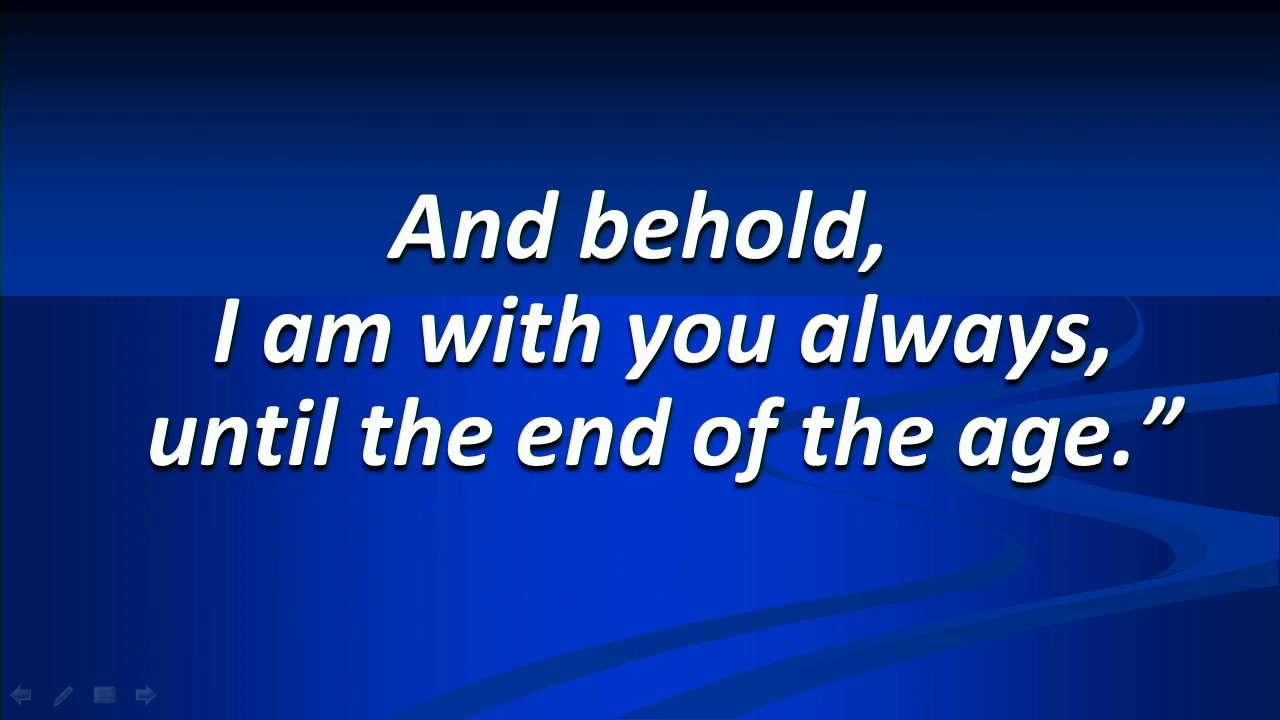 And behold,
I am with you always,
until the end of the age.”